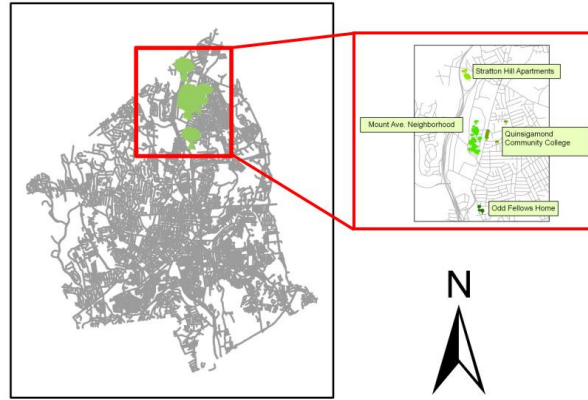 Stratton Hill Apartments
Mount Ave. Neighborhood
Quinsigamond
Community College
Odd Fellows Home
N